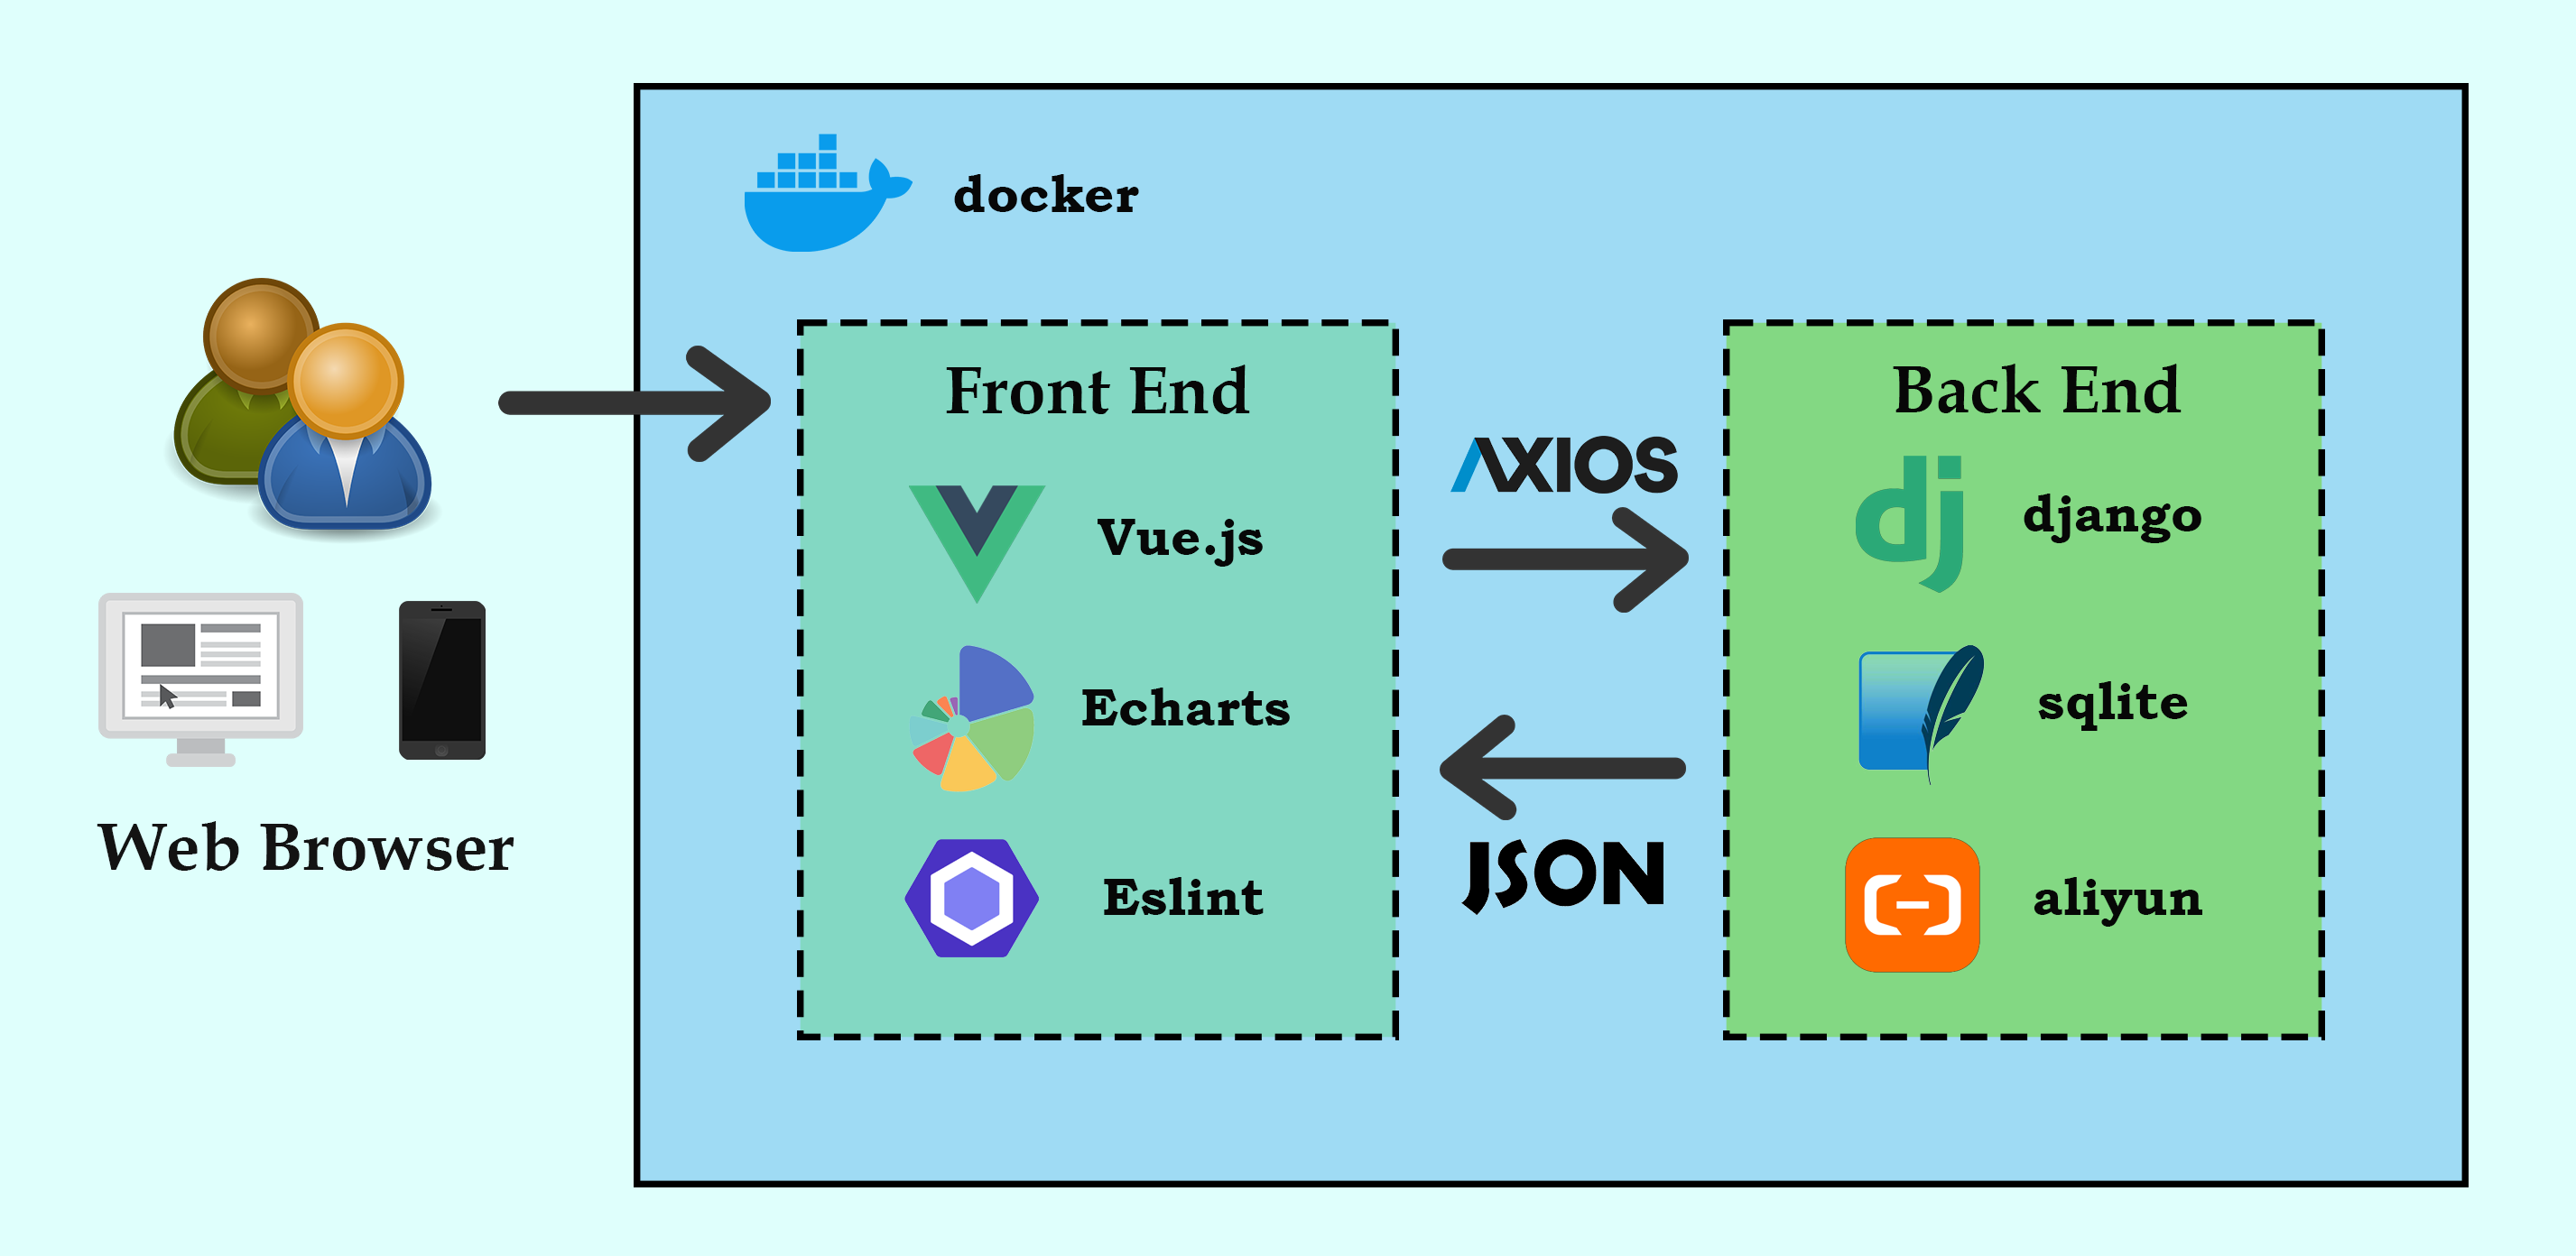 docker
Front End
Vue.js
Echarts
Eslint
AXIOS
JSON
Back End
django
dj
sqlite
aliyun
Web Browser